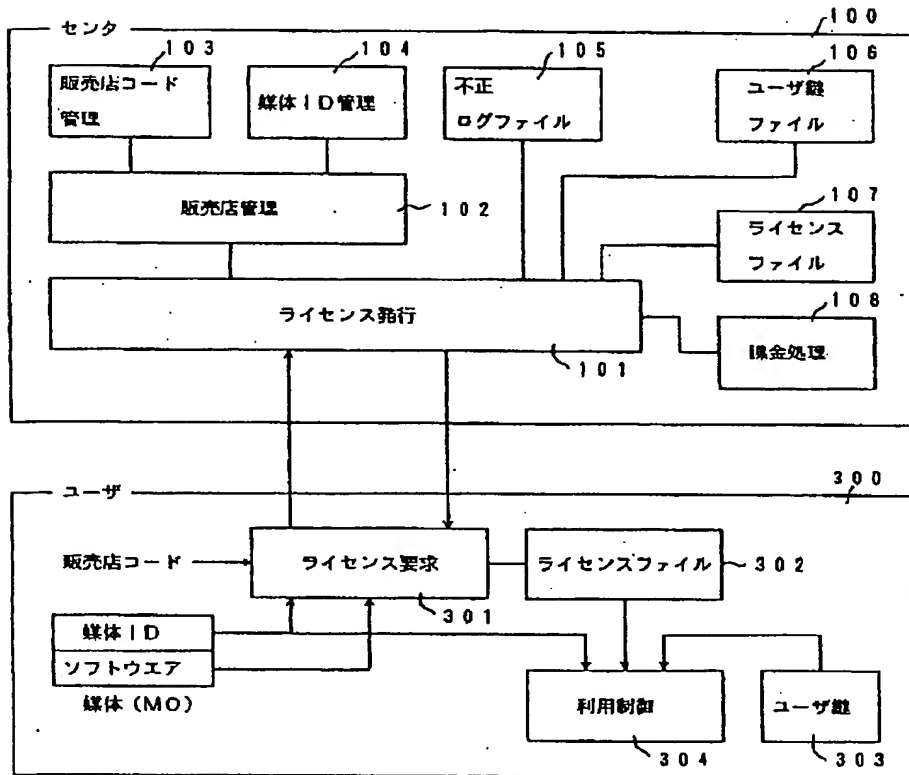 センタ
100
103
104
105
106
販売店コード
管理
媒体ID管理
不正
ログファイル
ユーザ鍵
ファイル
販売店管理
102
107
ライセンス
ファイル
ライセンス発行
101
108
課金処理
ユーザ
300
販売店コード
ライセンス要求
301
ライセンスファイル
302
媒体ID
ソフトウエア
媒体(MO)
利用制御
304
ユーザ鍵
303